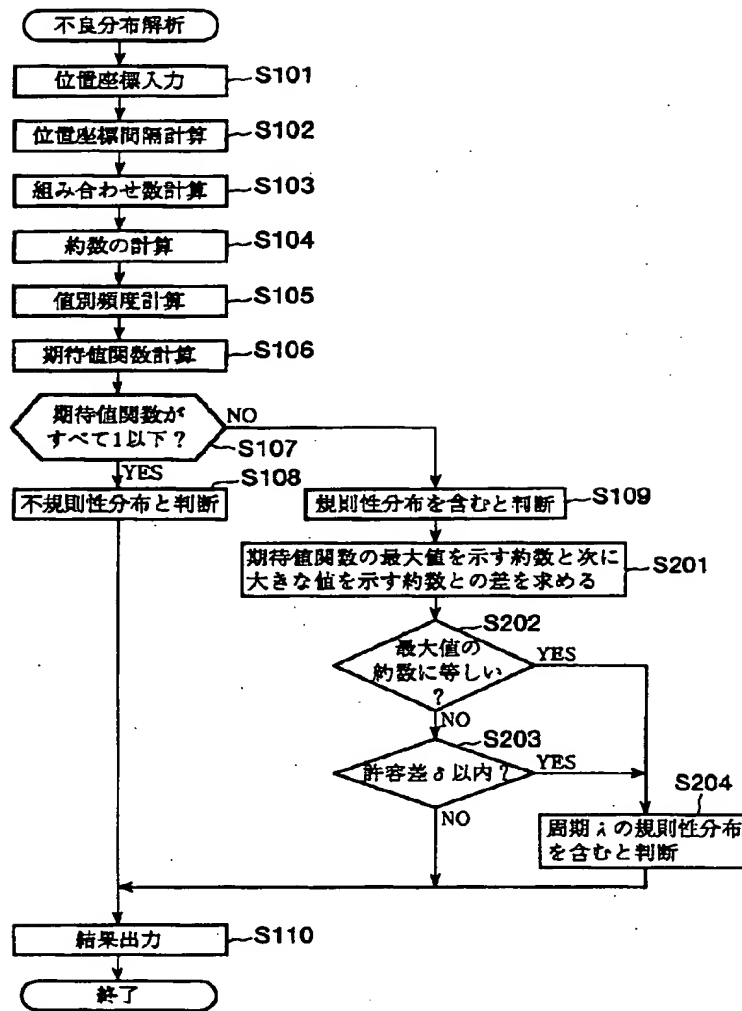 不良分布解析
位置座標入力
S101
位置座標間隔計算
S102
組み合わせ数計算
S103
約数の計算
S104
値別頻度計算
S105
期待値関数計算
S106
期待値関数が
すべて1以下?
NO
S107
YES
S108
不規則性分布と判断
規則性分布を含むと判断
S109
期待値関数の最大値を示す約数と次に
大きな値を示す約数との差を求める
S201
S202
最大値の
約数に等しい
?
YES
NO
S203
許容差δ以内?
YES
NO
S204
周期λの規則性分布
を含むと判断
結果出力
S110
終了